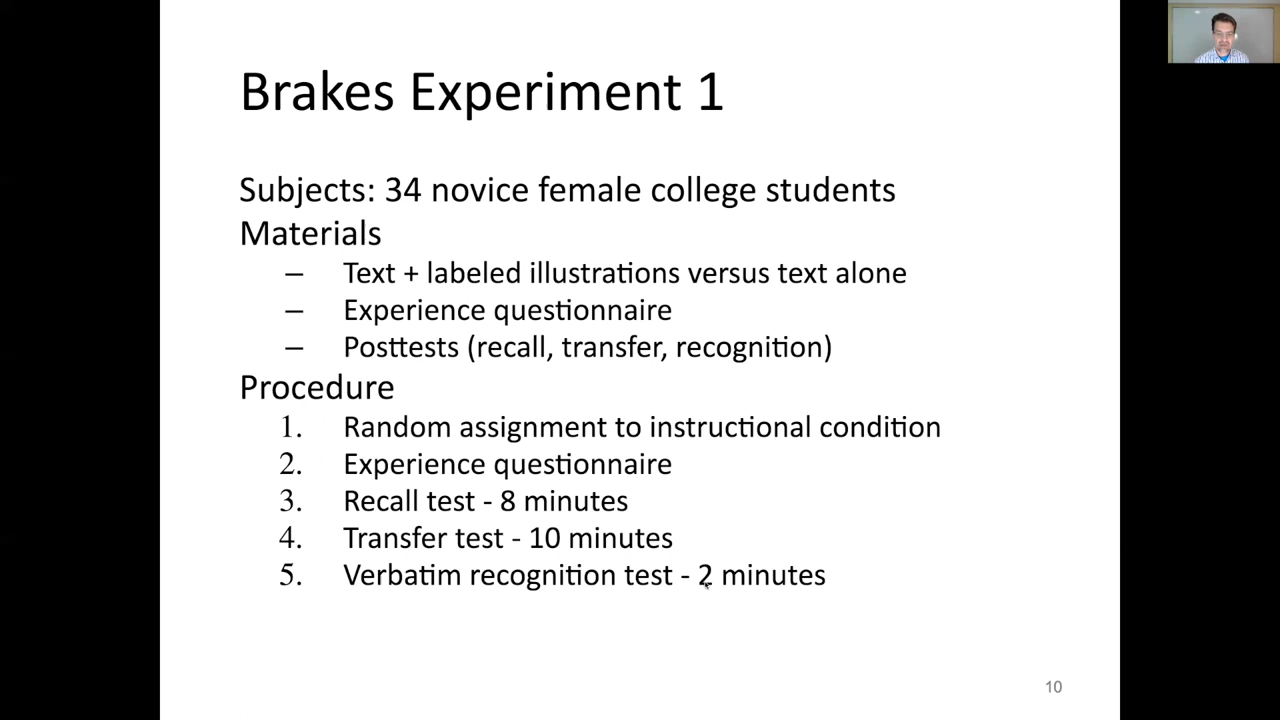 Brakes Experiment 1
Subjects: 34 novice female college students
Materials
– Text + labeled illustrations versus text alone
– Experience questionnaire
– Posttests (recall, transfer, recognition)
Procedure
1. Random assignment to instructional condition
2. Experience questionnaire
3. Recall test - 8 minutes
4. Transfer test - 10 minutes
5. Verbatim recognition test - 2 minutes
10